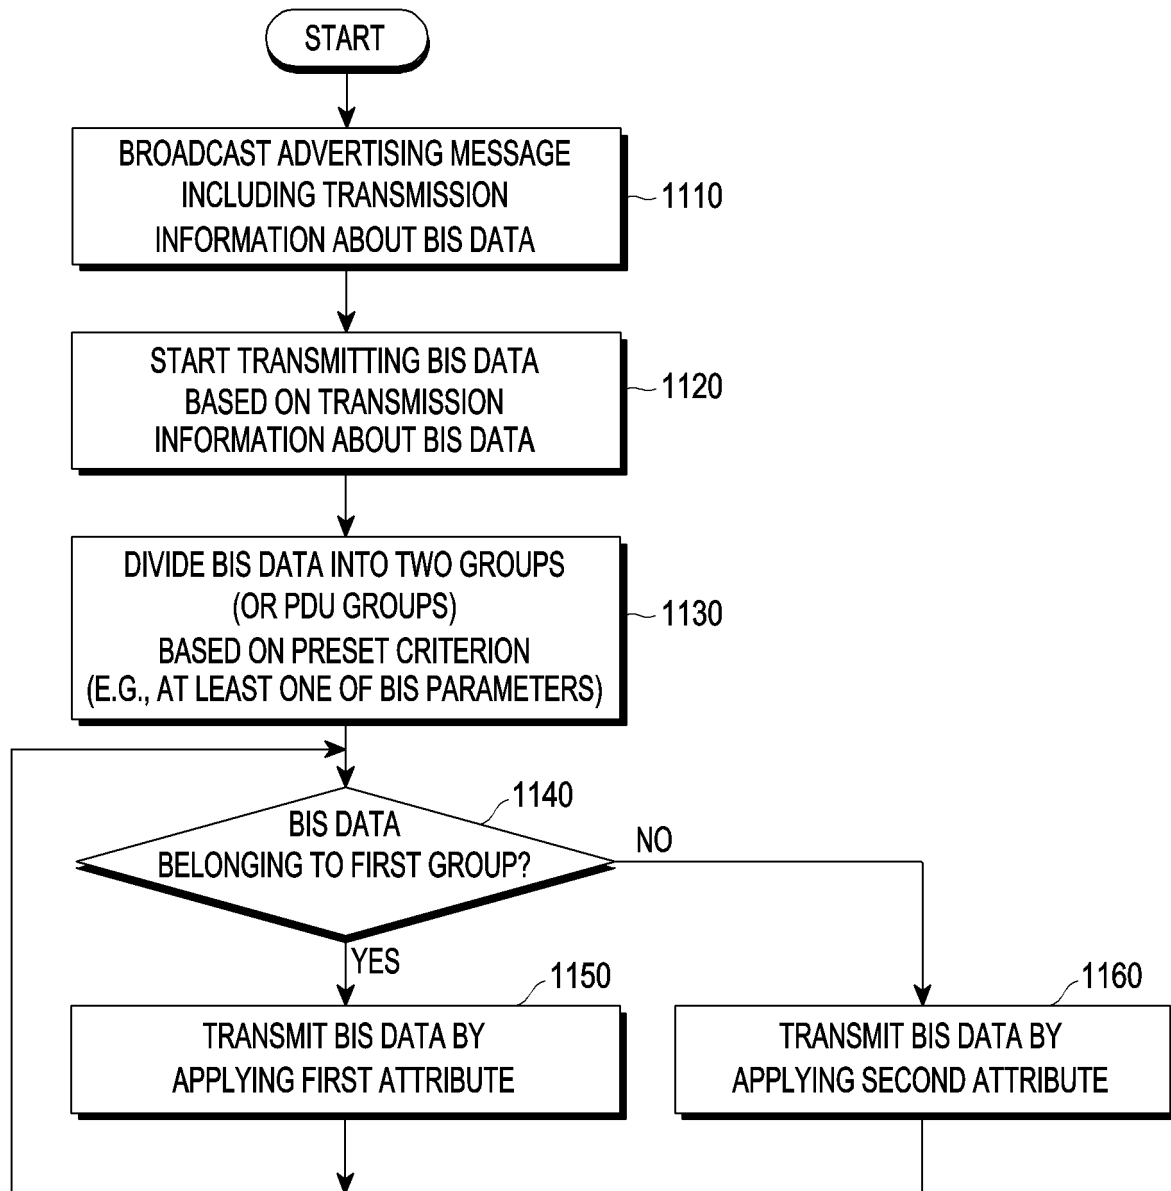 START
BROADCAST ADVERTISING MESSAGE
INCLUDING TRANSMISSION
INFORMATION ABOUT BIS DATA
1110
START TRANSMITTING BIS DATA
BASED ON TRANSMISSION
INFORMATION ABOUT BIS DATA
1120
DIVIDE BIS DATA INTO TWO GROUPS
(OR PDU GROUPS)
BASED ON PRESET CRITERION
(E.G., AT LEAST ONE OF BIS PARAMETERS)
1130
1140
BIS DATA
BELONGING TO FIRST GROUP?
NO
YES
1150
TRANSMIT BIS DATA BY
APPLYING FIRST ATTRIBUTE
1160
TRANSMIT BIS DATA BY
APPLYING SECOND ATTRIBUTE